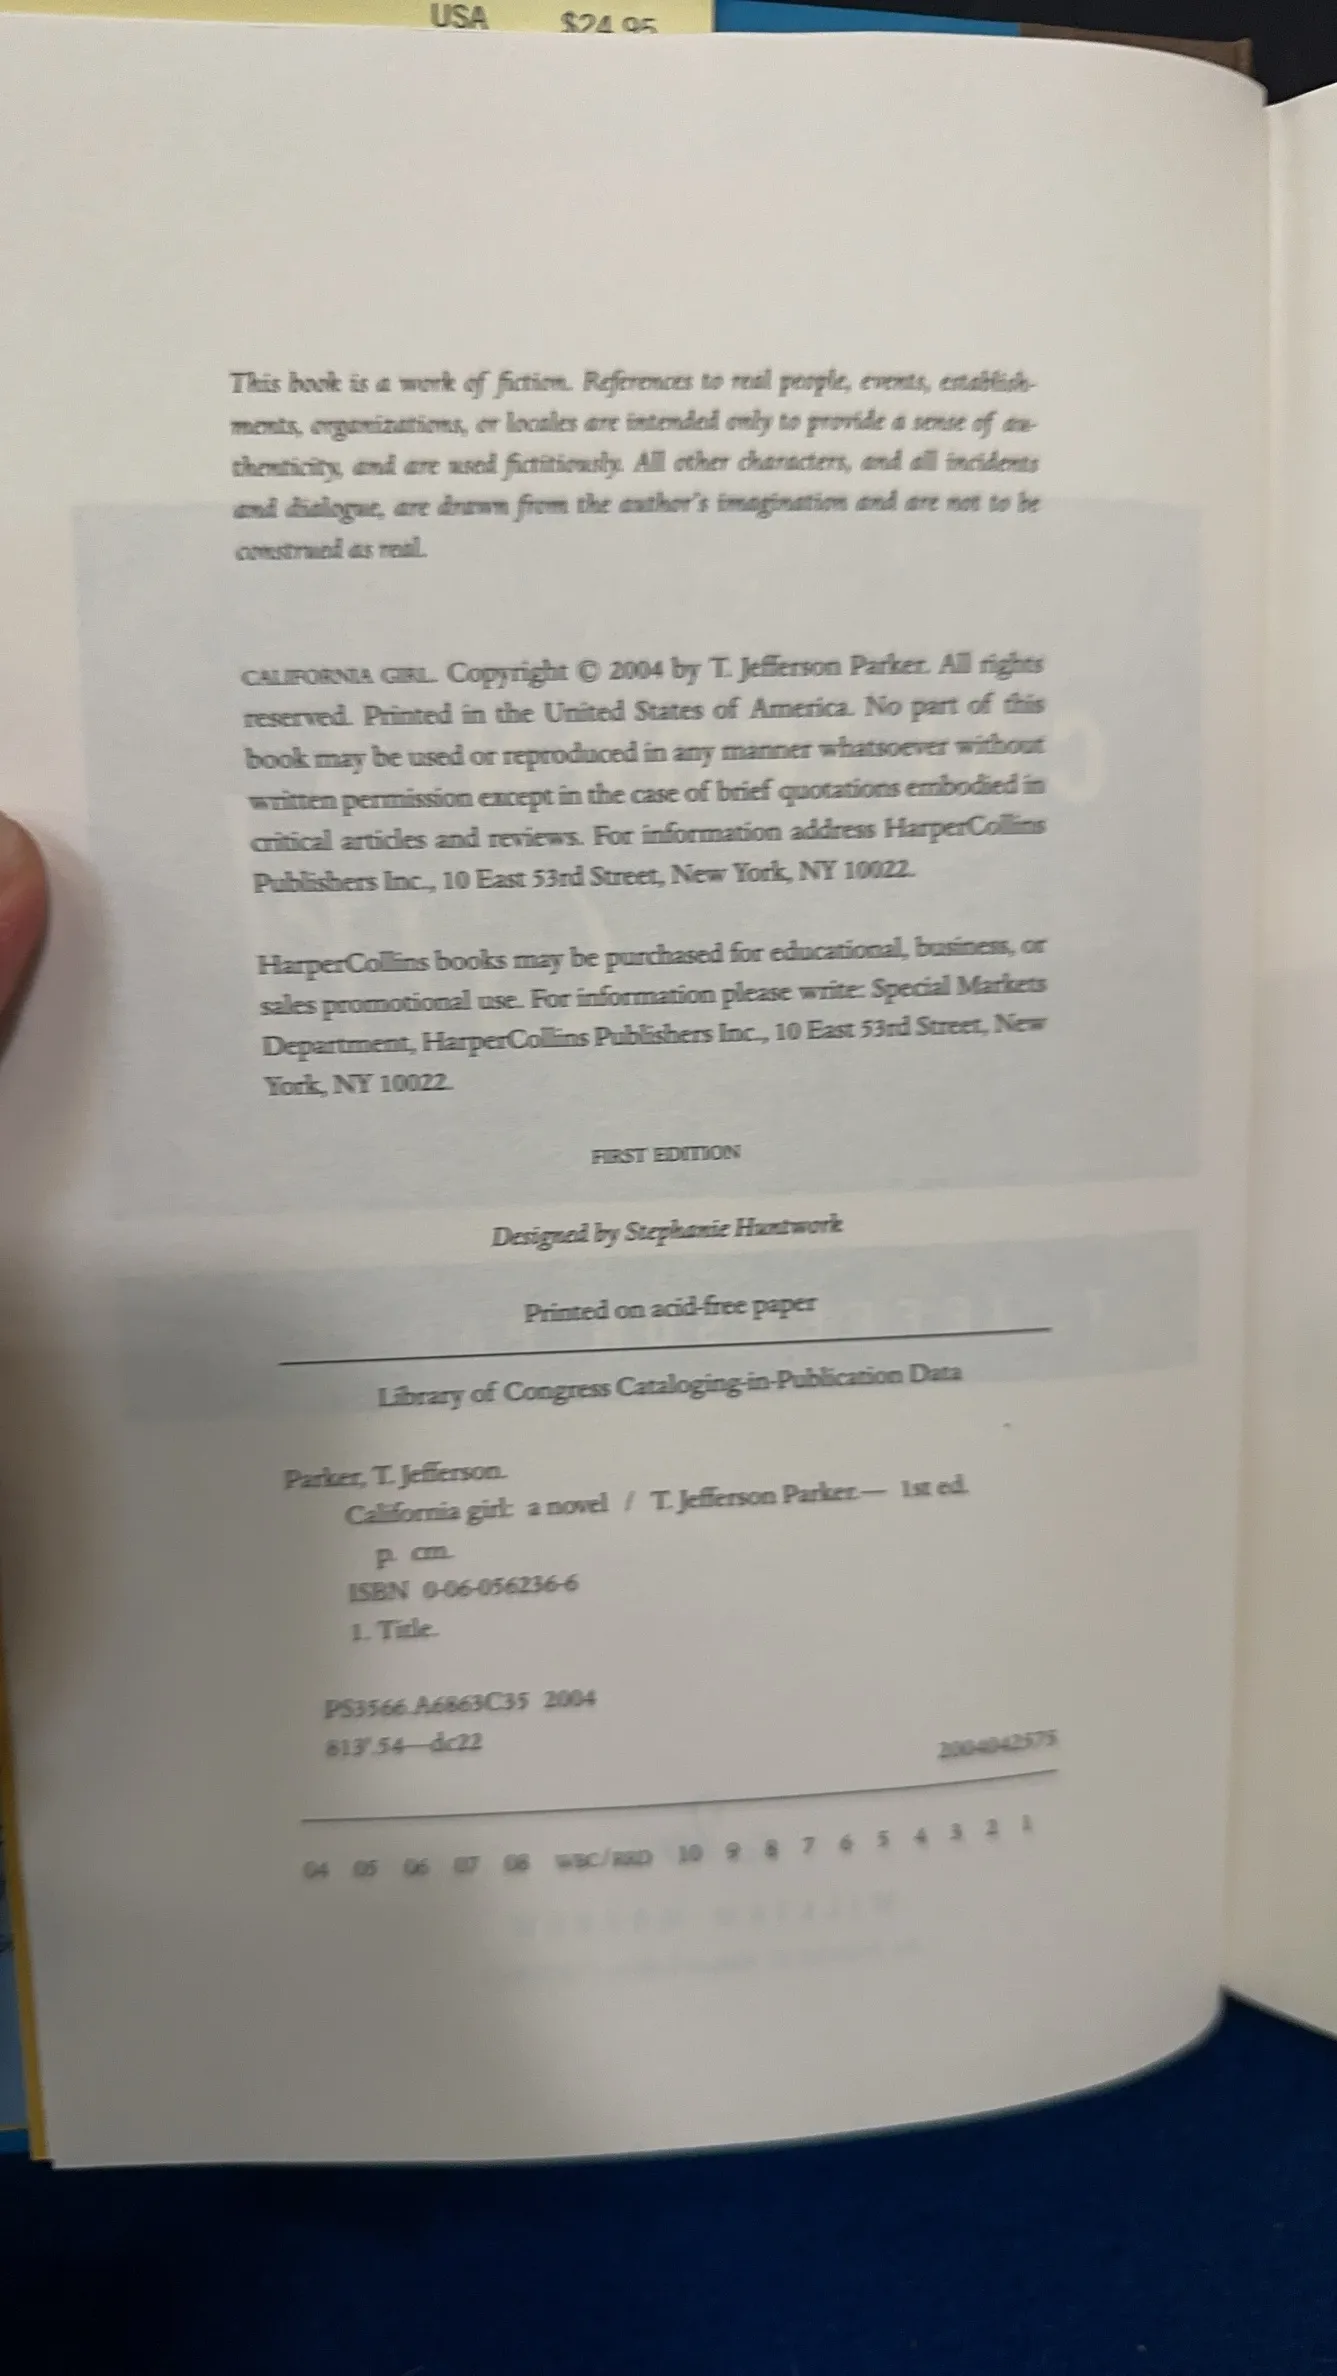 USA $24.95
This book is a work of fiction. References to real people, events, establish-
ments, organizations, or locales are intended only to provide a sense of au-
thenticity, and are used fictitiously. All other characters, and all incidents
and dialogue, are drawn from the author's imagination and are not to be
construed as real.
CALIFORNIA GIRL. Copyright © 2004 by T. Jefferson Parker. All rights
reserved. Printed in the United States of America. No part of this
book may be used or reproduced in any manner whatsoever without
written permission except in the case of brief quotations embodied in
critical articles and reviews. For information address HarperCollins
Publishers Inc., 10 East 53rd Street, New York, NY 10022.
HarperCollins books may be purchased for educational, business, or
sales promotional use. For information please write: Special Markets
Department, HarperCollins Publishers Inc., 10 East 53rd Street, New
York, NY 10022.
FIRST EDITION
Designed by Stephanie Huntwork
Printed on acid-free paper
Library of Congress Cataloging-in-Publication Data
Parker, T. Jefferson.
California girl: a novel / T. Jefferson Parker.— 1st ed.
p. cm.
ISBN 0-06-056236-6
1. Title.
PS3566.A6863C35 2004
813'.54—dc22
2004042575
04 05 06 07 08 WBC/RRD 10 9 8 7 6 5 4 3 2 1